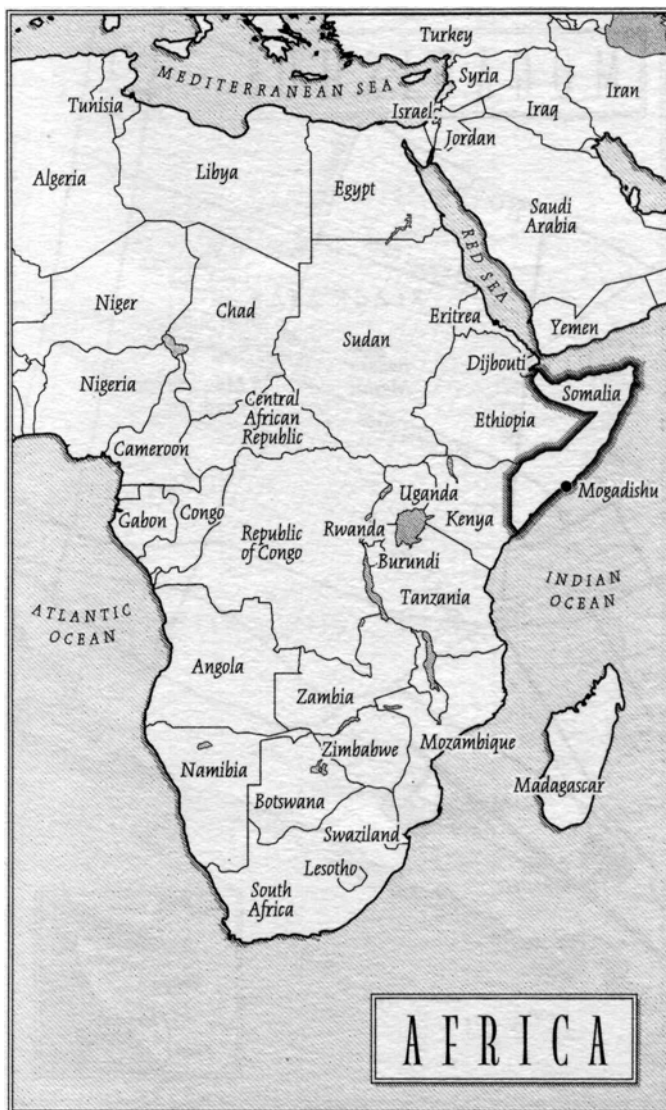 Turkey
MEDITERRANEAN SEA
Syria
Tunisia
Israel
Iraq
Iran
Jordan
Algeria
Libya
Egypt
Saudi
Arabia
RED SEA
Niger
Chad
Sudan
Eritrea
Yemen
Dijbouti
Nigeria
Somalia
Central
African
Republic
Ethiopia
Cameroon
Mogadishu
Uganda
Gabon
Congo
Kenya
Republic
of Congo
Rwanda
Burundi
INDIAN
OCEAN
Tanzania
ATLANTIC
OCEAN
Angola
Zambia
Mozambique
Zimbabwe
Namibia
Madagascar
Botswana
Swaziland
Lesotho
South
Africa
AFRICA